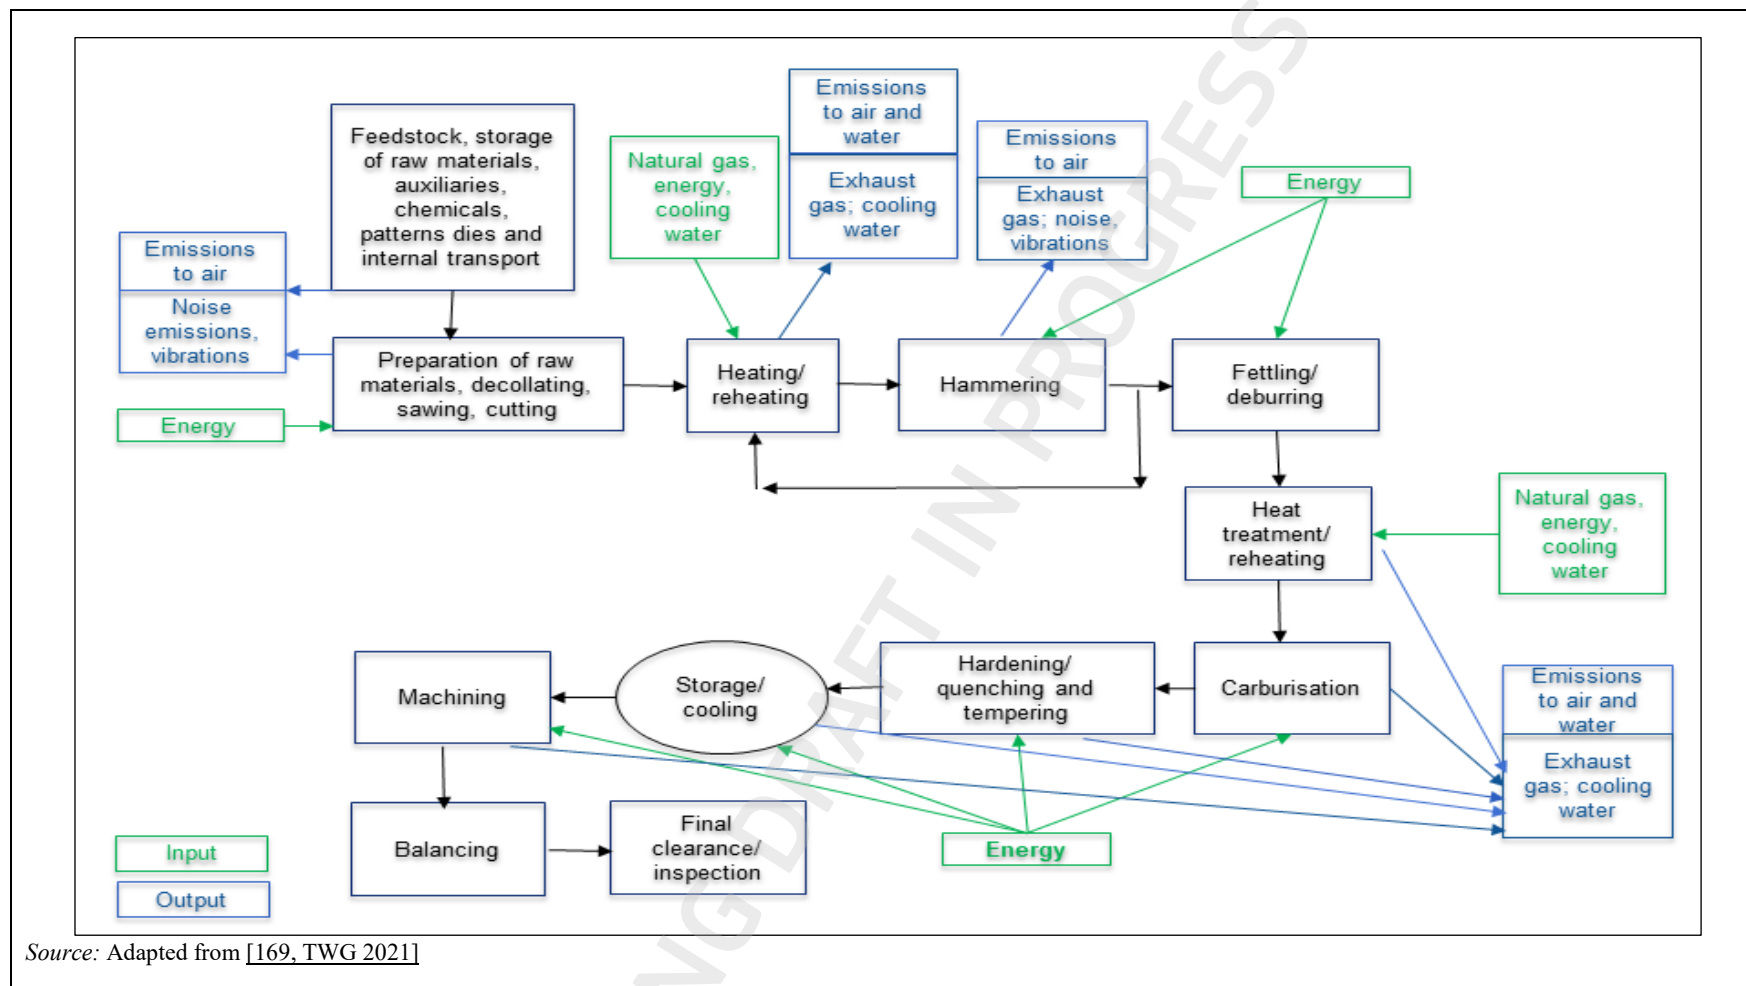 Feedstock, storage
of raw materials,
auxiliaries,
chemicals,
patterns dies and
internal transport
Emissions
to air
Noise
emissions,
vibrations
Energy
Preparation of raw
materials, decollating,
sawing, cutting
Natural gas,
energy,
cooling
water
Emissions
to air and
water
Exhaust
gas; cooling
water
Emissions
to air
Exhaust
gas; noise,
vibrations
Energy
Heating/
reheating
Hammering
Fettling/
deburring
Heat
treatment/
reheating
Natural gas,
energy,
cooling
water
Machining
Storage/
cooling
Hardening/
quenching and
tempering
Carburisation
Emissions
to air and
water
Exhaust
gas; cooling
water
Balancing
Final
clearance/
inspection
Energy
Input
Output
Source: Adapted from [169, TWG 2021]
NG DRAFT IN PROGRESS